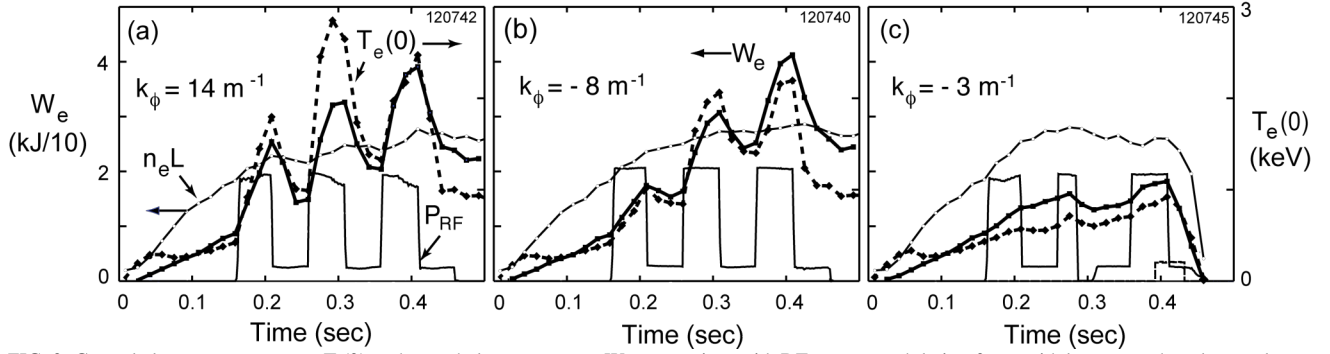 120742
(a)
T_e(0)
k_ϕ = 14 m^-1
n_eL
P_RF
W_e
(kJ/10)
4
2
0
0 0.1 0.2 0.3 0.4
Time (sec)
120740
(b)
W_e
k_ϕ = - 8 m^-1
0 0.1 0.2 0.3 0.4
Time (sec)
120745
(c)
k_ϕ = - 3 m^-1
0 0.1 0.2 0.3 0.4
Time (sec)
3
T_e(0)
(keV)
0